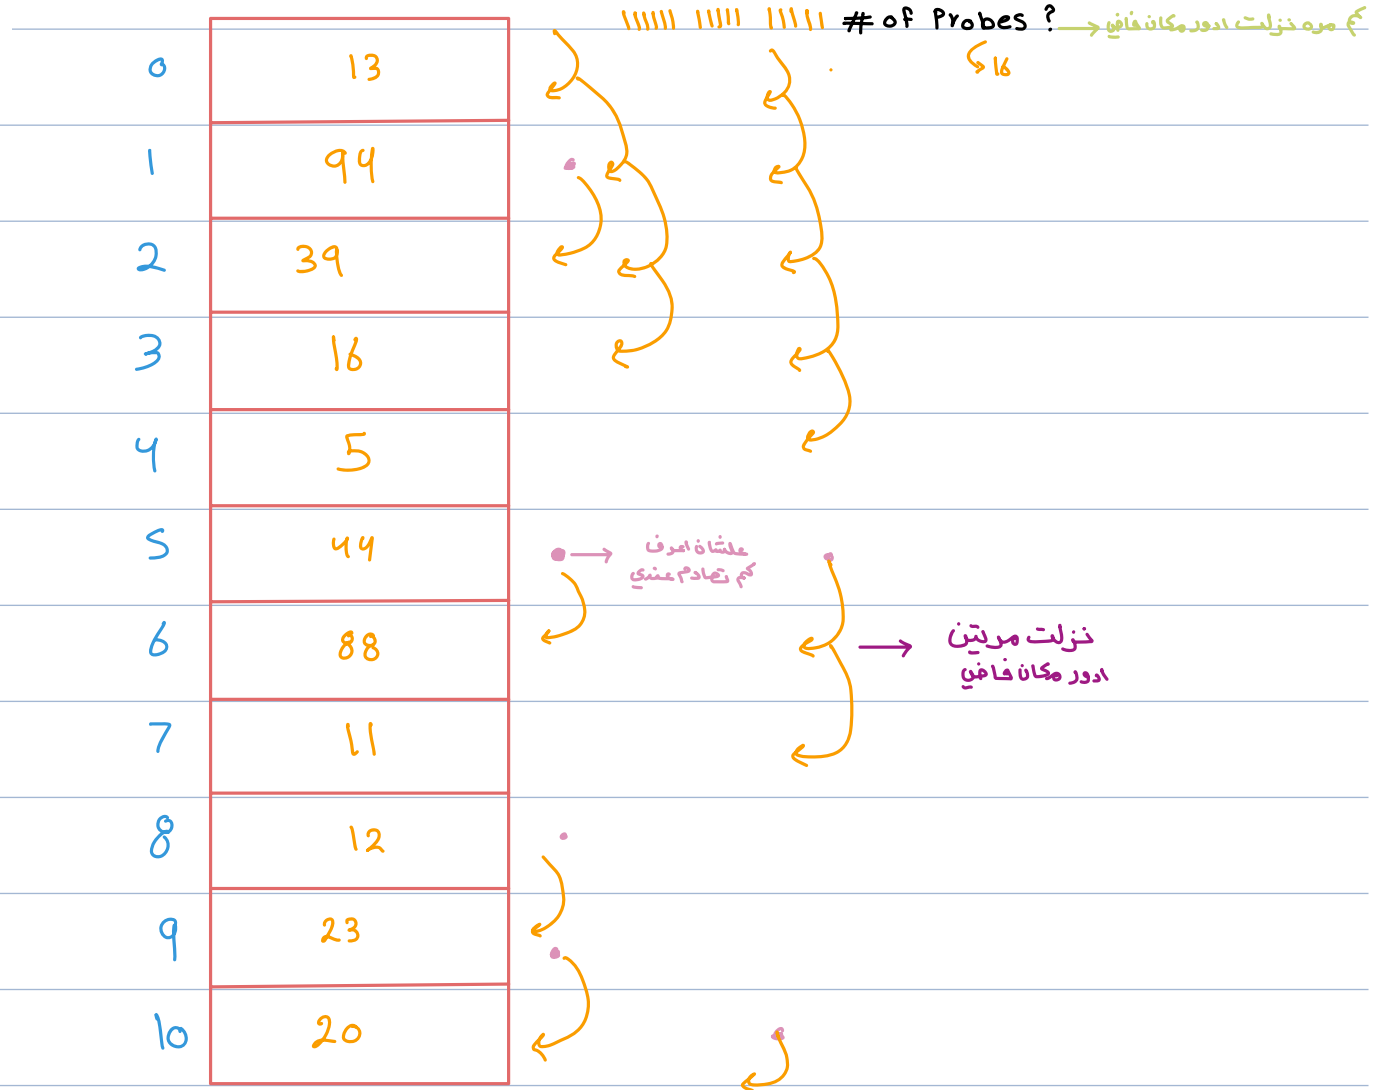 # of Probes ? → كم مره نزلت ادور مكان فاضي
16
0 13
1 94
2 39
3 16
4 5
5 44
علشان اعرف
كم تصادم عندي
6 88
نزلت مرتين
ادور مكان فاضي
7 11
8 12
9 23
10 20